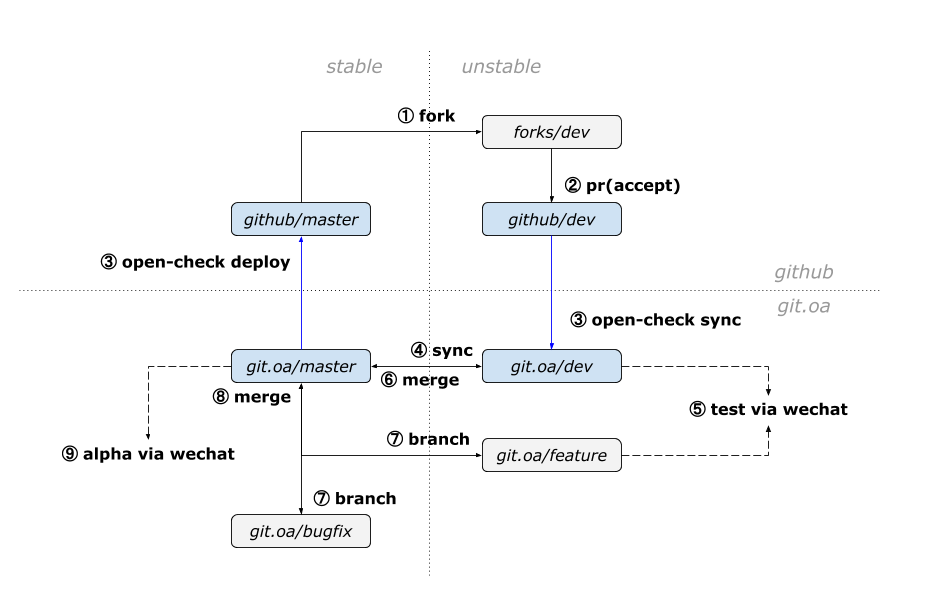 stable
unstable
① fork
forks/dev
② pr(accept)
github/master
github/dev
③ open-check deploy
github
git.oa
③ open-check sync
④ sync
git.oa/master
git.oa/dev
⑥ merge
⑧ merge
⑤ test via wechat
⑦ branch
⑨ alpha via wechat
git.oa/feature
⑦ branch
git.oa/bugfix